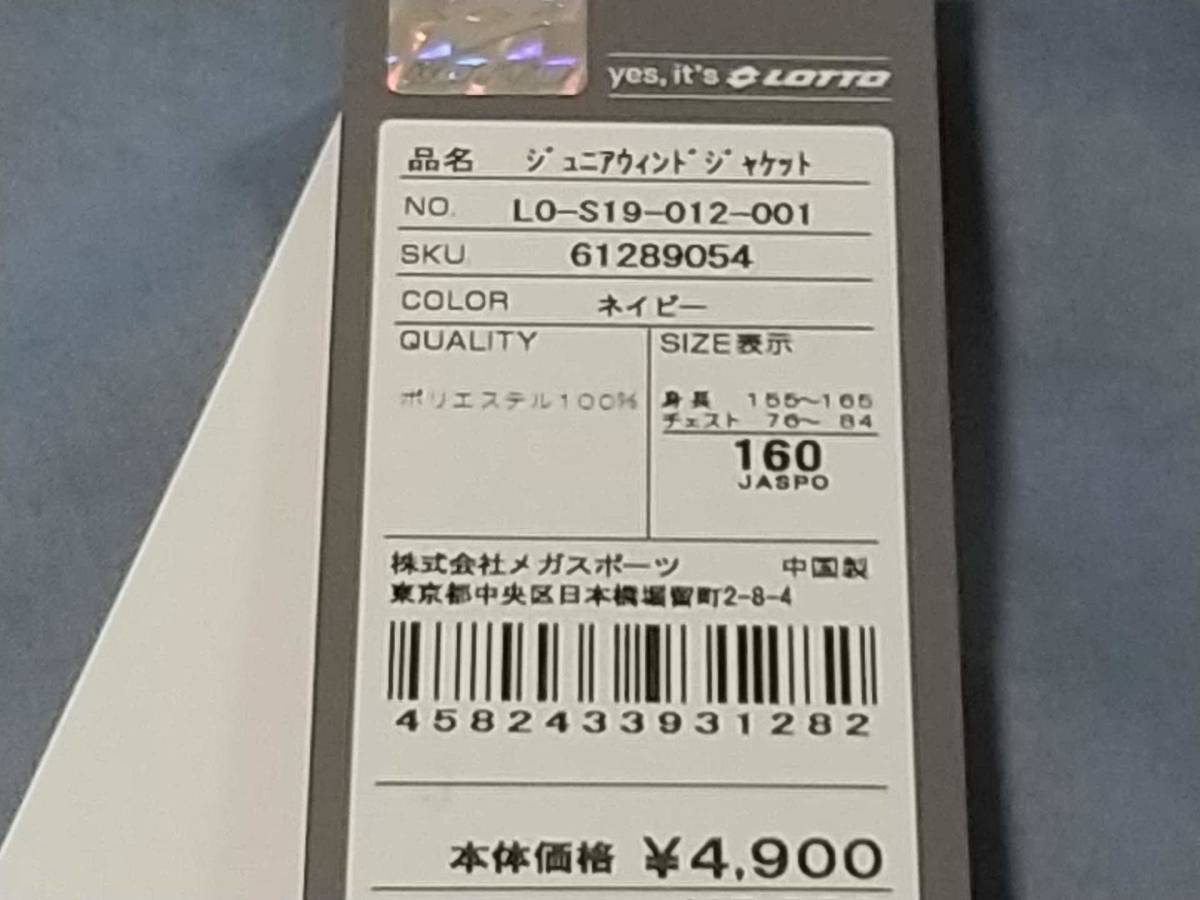 yes, it's LOTTO
品名 ジュニアウィンドジャケット
NO. LO-S19-012-001
SKU 61289054
COLOR ネイビー
QUALITY
ポリエステル100%
SIZE表示
身長 155〜165
チェスト 76〜 84
160
JASPO
株式会社メガスポーツ 中国製
東京都中央区日本橋堀留町2-8-4
4582433931282
本体価格 ¥4,900